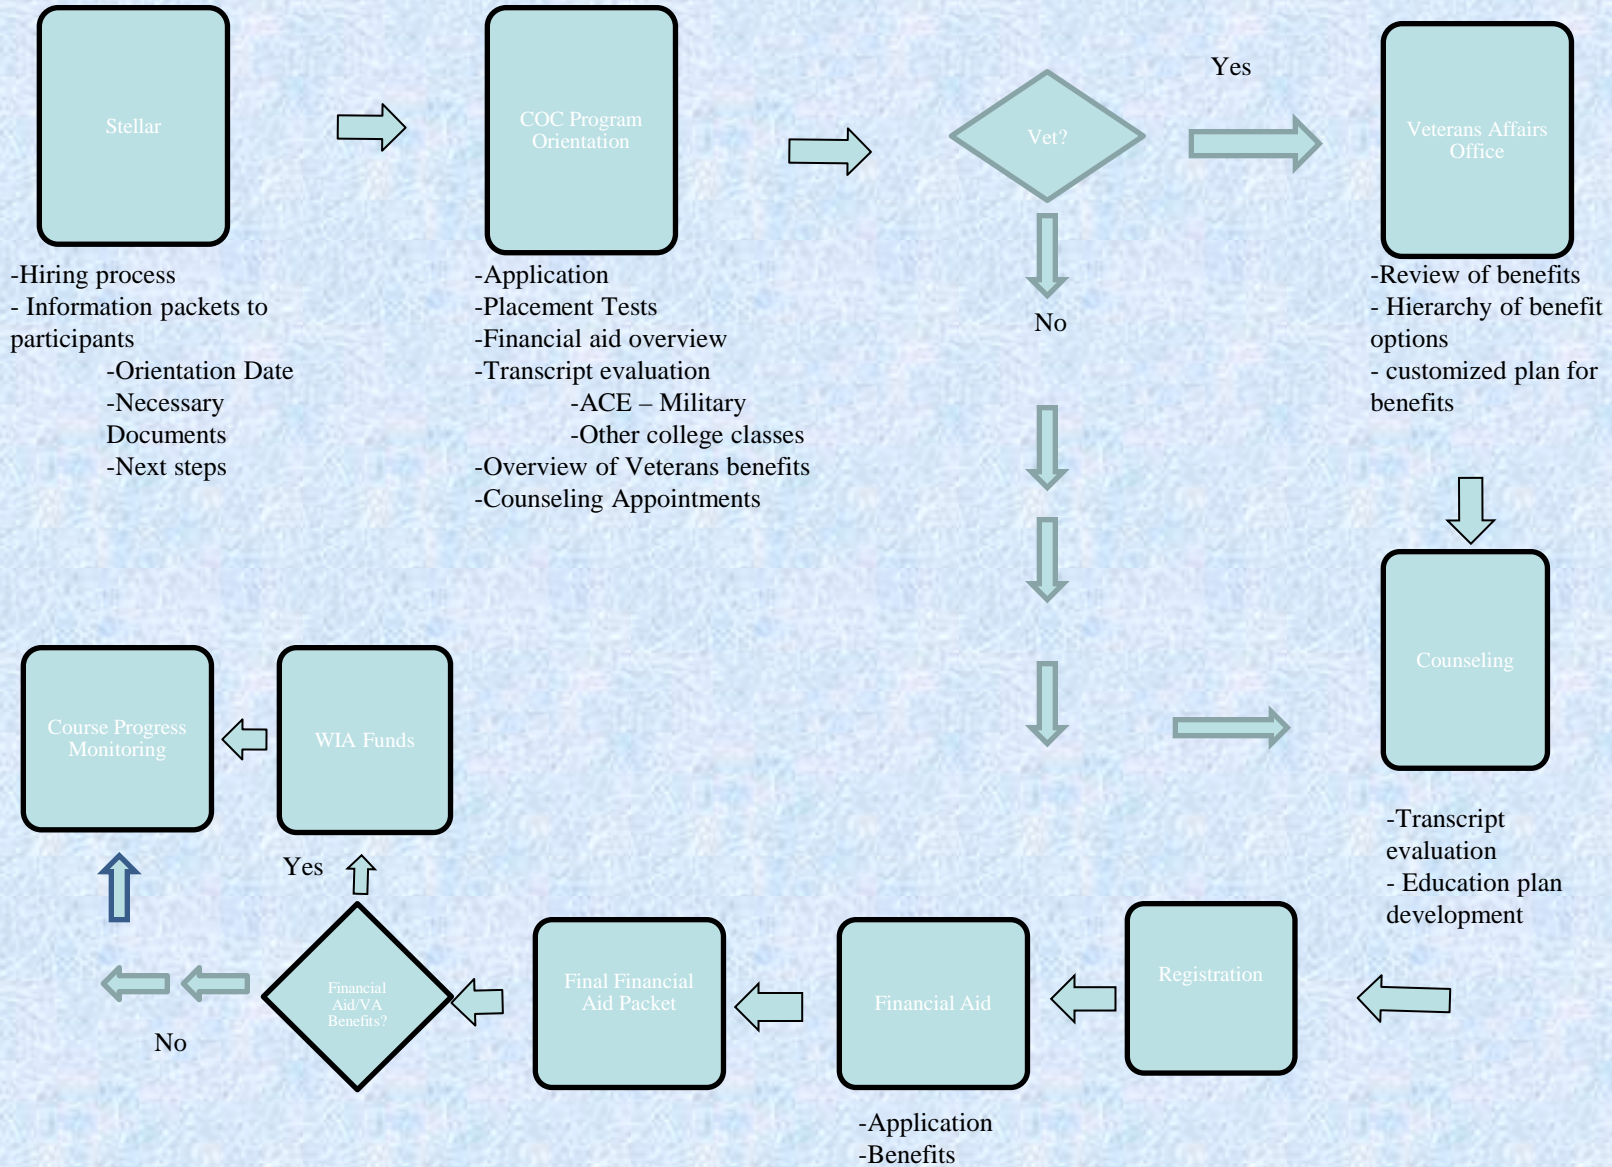 Stellar
-Hiring process
- Information packets to
participants
-Orientation Date
-Necessary
Documents
-Next steps
COC Program
Orientation
-Application
-Placement Tests
-Financial aid overview
-Transcript evaluation
-ACE – Military
-Other college classes
-Overview of Veterans benefits
-Counseling Appointments
Vet?
Yes
No
Veterans Affairs
Office
-Review of benefits
- Hierarchy of benefit
options
- customized plan for
benefits
Counseling
-Transcript
evaluation
- Education plan
development
Registration
Financial Aid
-Application
-Benefits
Final Financial
Aid Packet
Financial
Aid/VA
Benefits?
Yes
No
WIA Funds
Course Progress
Monitoring